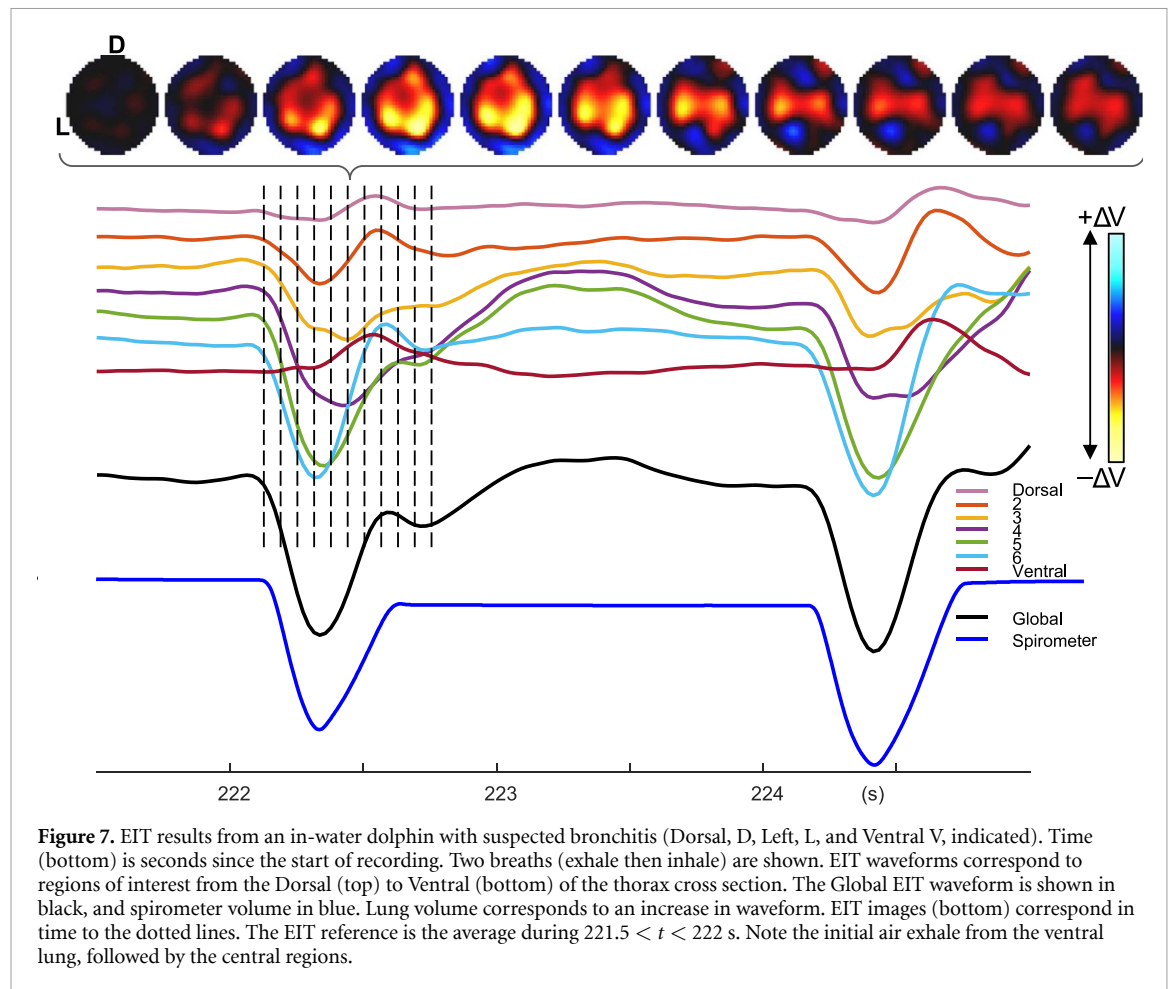 D
L
+ΔV
−ΔV
Dorsal
2
3
4
5
6
Ventral
Global
Spirometer
222 223 224 (s)
Figure 7. EIT results from an in-water dolphin with suspected bronchitis (Dorsal, D, Left, L, and Ventral V, indicated). Time
(bottom) is seconds since the start of recording. Two breaths (exhale then inhale) are shown. EIT waveforms correspond to
regions of interest from the Dorsal (top) to Ventral (bottom) of the thorax cross section. The Global EIT waveform is shown in
black, and spirometer volume in blue. Lung volume corresponds to an increase in waveform. EIT images (bottom) correspond in
time to the dotted lines. The EIT reference is the average during 221.5 < t < 222 s. Note the initial air exhale from the ventral
lung, followed by the central regions.